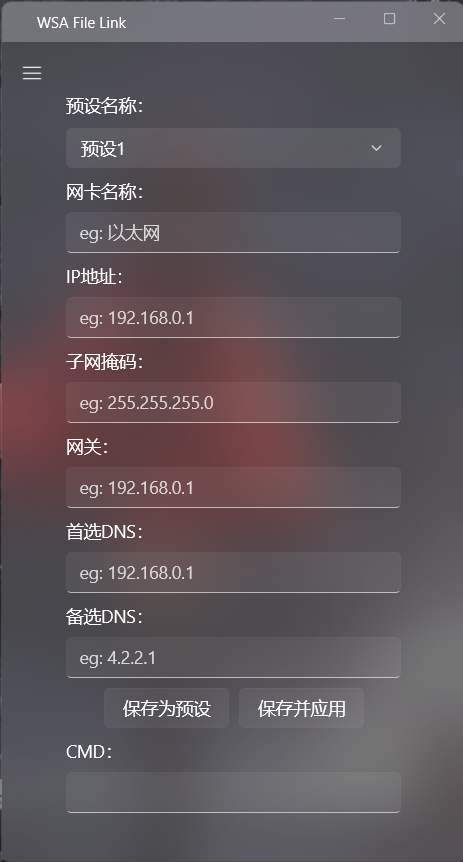 WSA File Link
预设名称：
预设1
网卡名称：
eg: 以太网
IP地址：
eg: 192.168.0.1
子网掩码：
eg: 255.255.255.0
网关：
eg: 192.168.0.1
首选DNS：
eg: 192.168.0.1
备选DNS：
eg: 4.2.2.1
保存为预设 保存并应用
CMD：